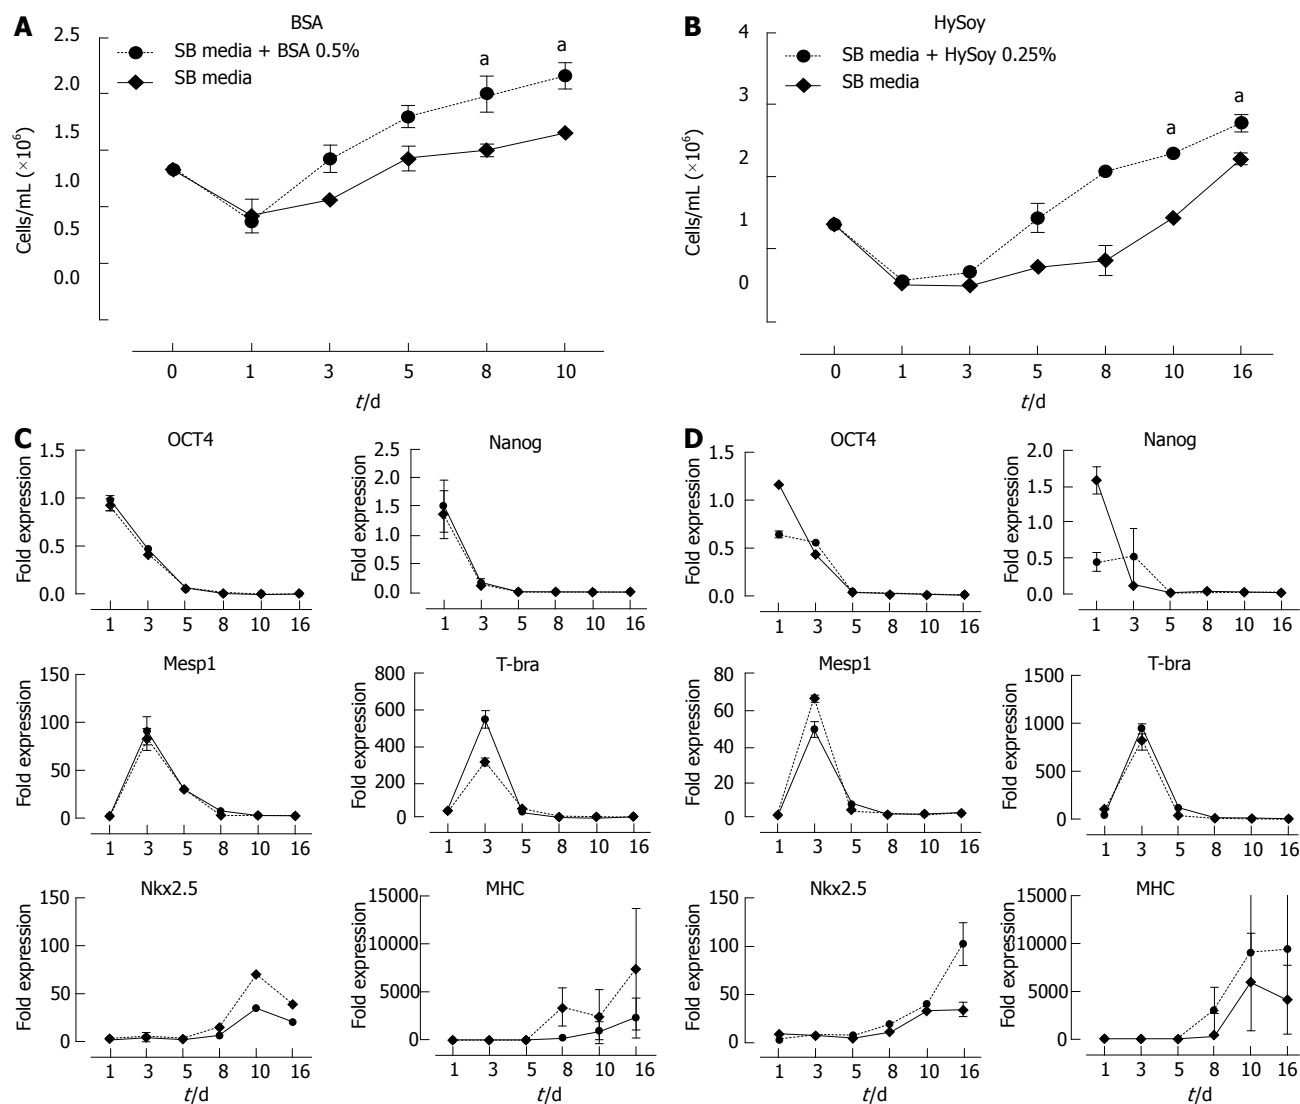 A
BSA
2.5
2.0
1.5
1.0
0.5
0.0
Cells/mL (×10⁶)
SB media + BSA 0.5%
SB media
a
a
0 1 3 5 8 10
t/d
B
HySoy
4
3
2
1
0
Cells/mL (×10⁶)
SB media + HySoy 0.25%
SB media
a
a
0 1 3 5 8 10 16
t/d
C
OCT4
1.5
1.0
0.5
0.0
Fold expression
1 3 5 8 10 16
Nanog
2.5
2.0
1.5
1.0
0.5
0.0
Fold expression
1 3 5 8 10 16
Mesp1
150
100
50
0
Fold expression
1 3 5 8 10 16
T-bra
800
600
400
200
0
Fold expression
1 3 5 8 10 16
Nkx2.5
150
100
50
0
Fold expression
1 3 5 8 10 16
t/d
MHC
15000
10000
5000
0
Fold expression
1 3 5 8 10 16
t/d
D
OCT4
1.5
1.0
0.5
0.0
Fold expression
1 3 5 8 10 16
Nanog
2.0
1.5
1.0
0.5
0.0
Fold expression
1 3 5 8 10 16
Mesp1
80
60
40
20
0
Fold expression
1 3 5 8 10 16
T-bra
1500
1000
500
0
Fold expression
1 3 5 8 10 16
Nkx2.5
150
100
50
0
Fold expression
1 3 5 8 10 16
t/d
MHC
15000
10000
5000
0
Fold expression
1 3 5 8 10 16
t/d